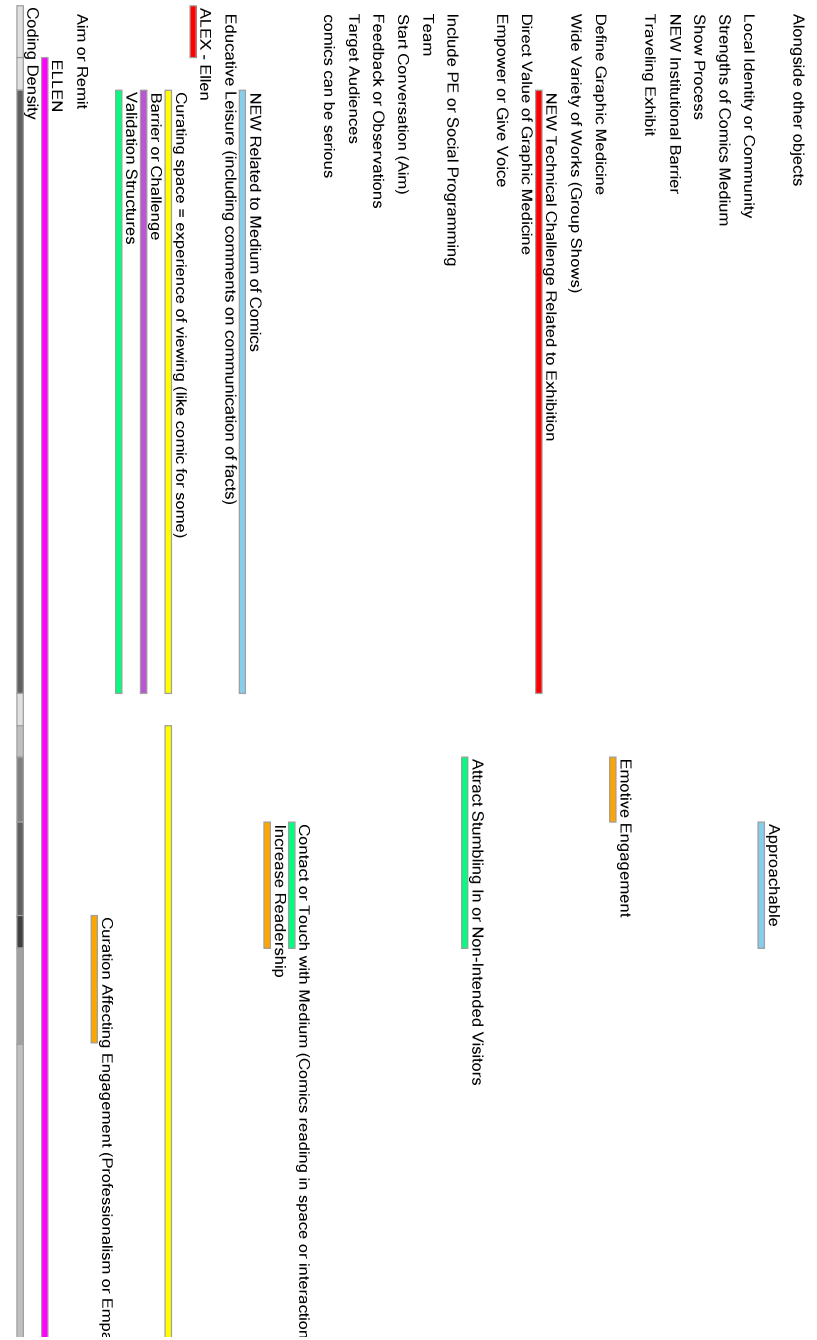 Alongside other objects
Approachable
Local Identity or Community
Strengths of Comics Medium
Show Process
NEW Institutional Barrier
Traveling Exhibit
Emotive Engagement
Define Graphic Medicine
Wide Variety of Works (Group Shows)
NEW Technical Challenge Related to Exhibition
Direct Value of Graphic Medicine
Empower or Give Voice
Attract Stumbling In or Non-Intended Visitors
Include PE or Social Programming
Team
Start Conversation (Aim)
Feedback or Observations
Target Audiences
comics can be serious
Contact or Touch with Medium (Comics reading in space or interaction
Increase Readership
NEW Related to Medium of Comics
Educative Leisure (including comments on communication of facts)
ALEX - Ellen
Curating space = experience of viewing (like comic for some)
Barrier or Challenge
Validation Structures
Curation Affecting Engagement (Professionalism or Empa
Aim or Remit
ELLEN
Coding Density